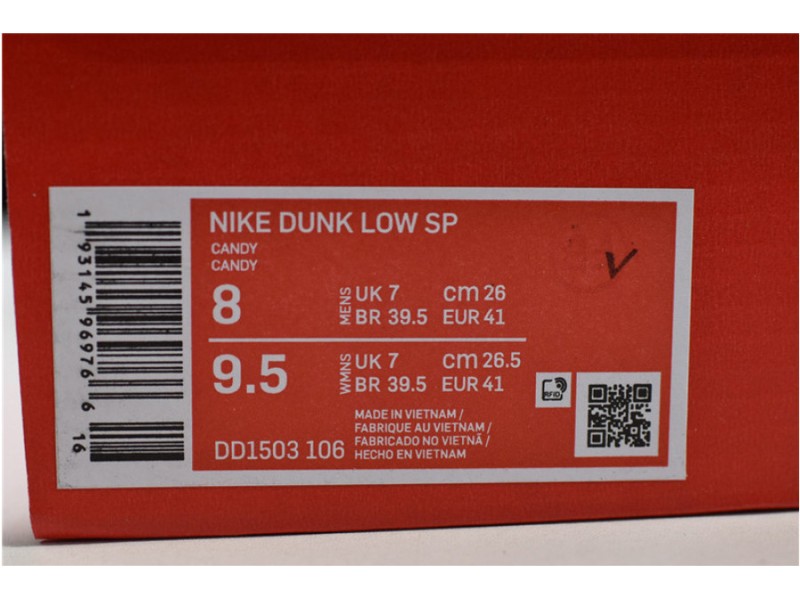 NIKE DUNK LOW SP
CANDY
CANDY
8
MENS
UK 7 cm 26
BR 39.5 EUR 41
9.5
WMNS
UK 7 cm 26.5
BR 39.5 EUR 41
MADE IN VIETNAM /
FABRIQUE AU VIETNAM /
FABRICADO NO VIETNÃ /
HECHO EN VIETNAM
DD1503 106
RFID
1 93145 96976 6
16
V